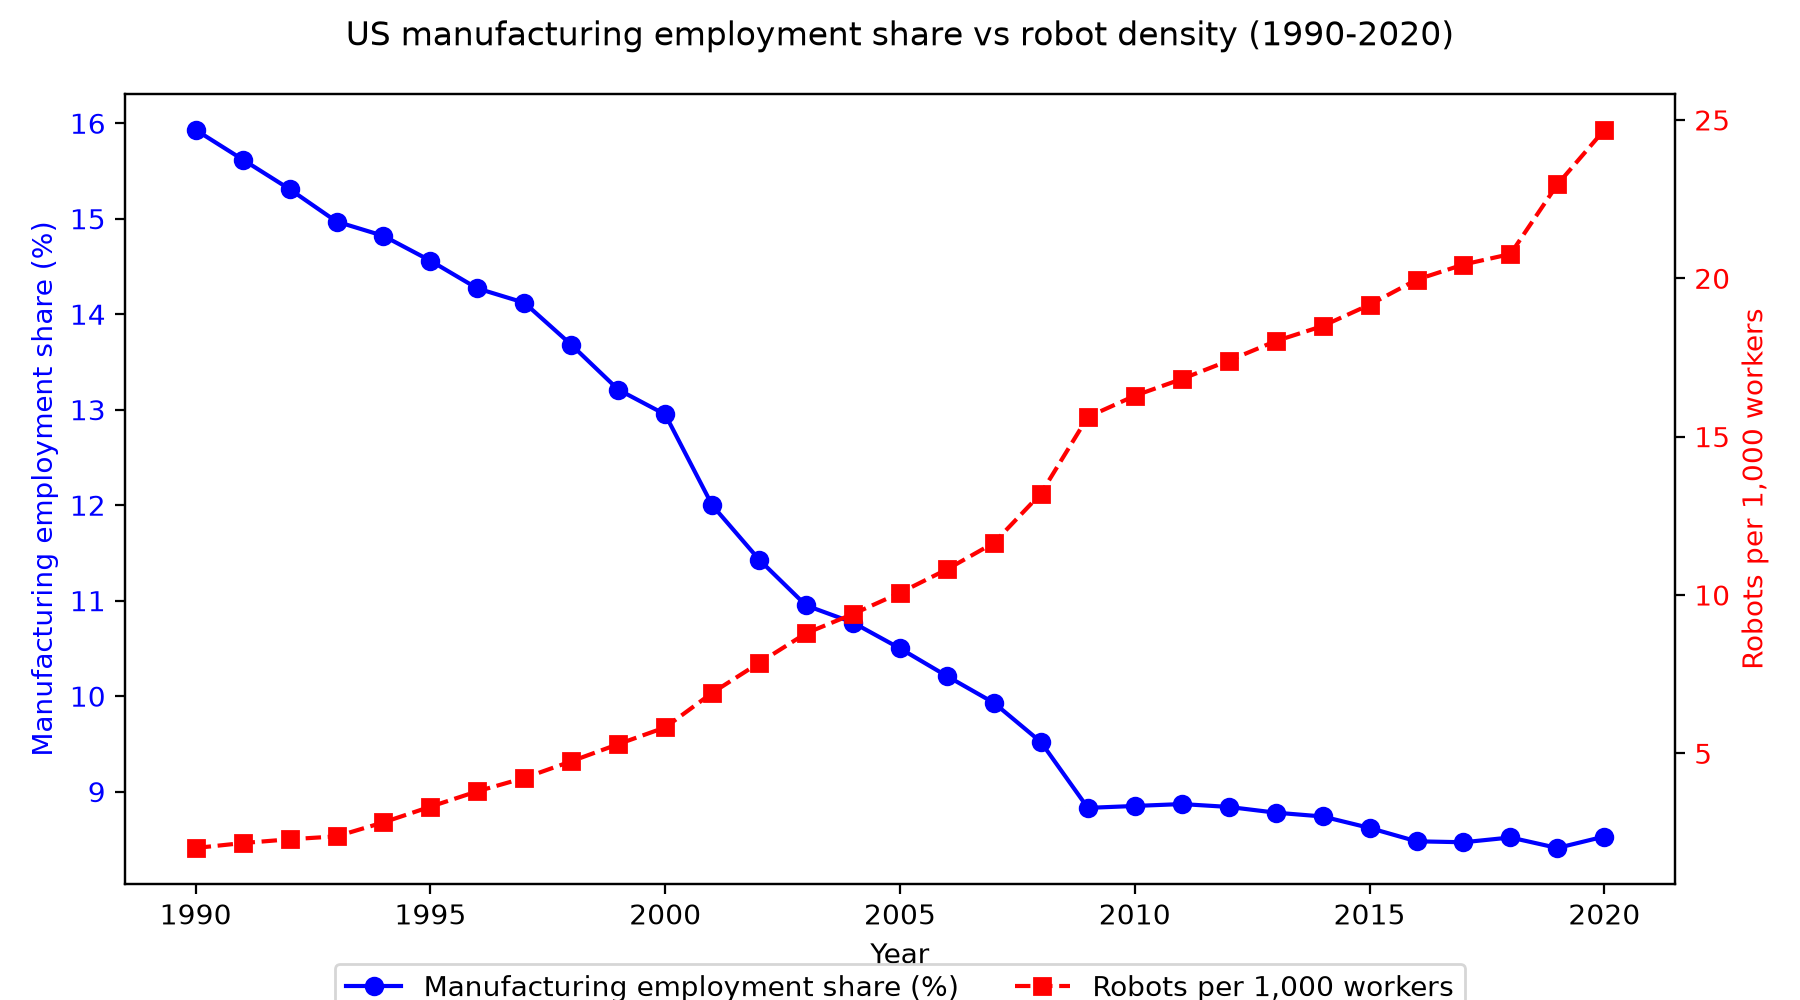 US manufacturing employment share vs robot density (1990-2020)
Manufacturing employment share (%)
16
15
14
13
12
11
10
9
25
20
15
10
5
Robots per 1,000 workers
1990 1995 2000 2005 2010 2015 2020
Year
Manufacturing employment share (%) Robots per 1,000 workers